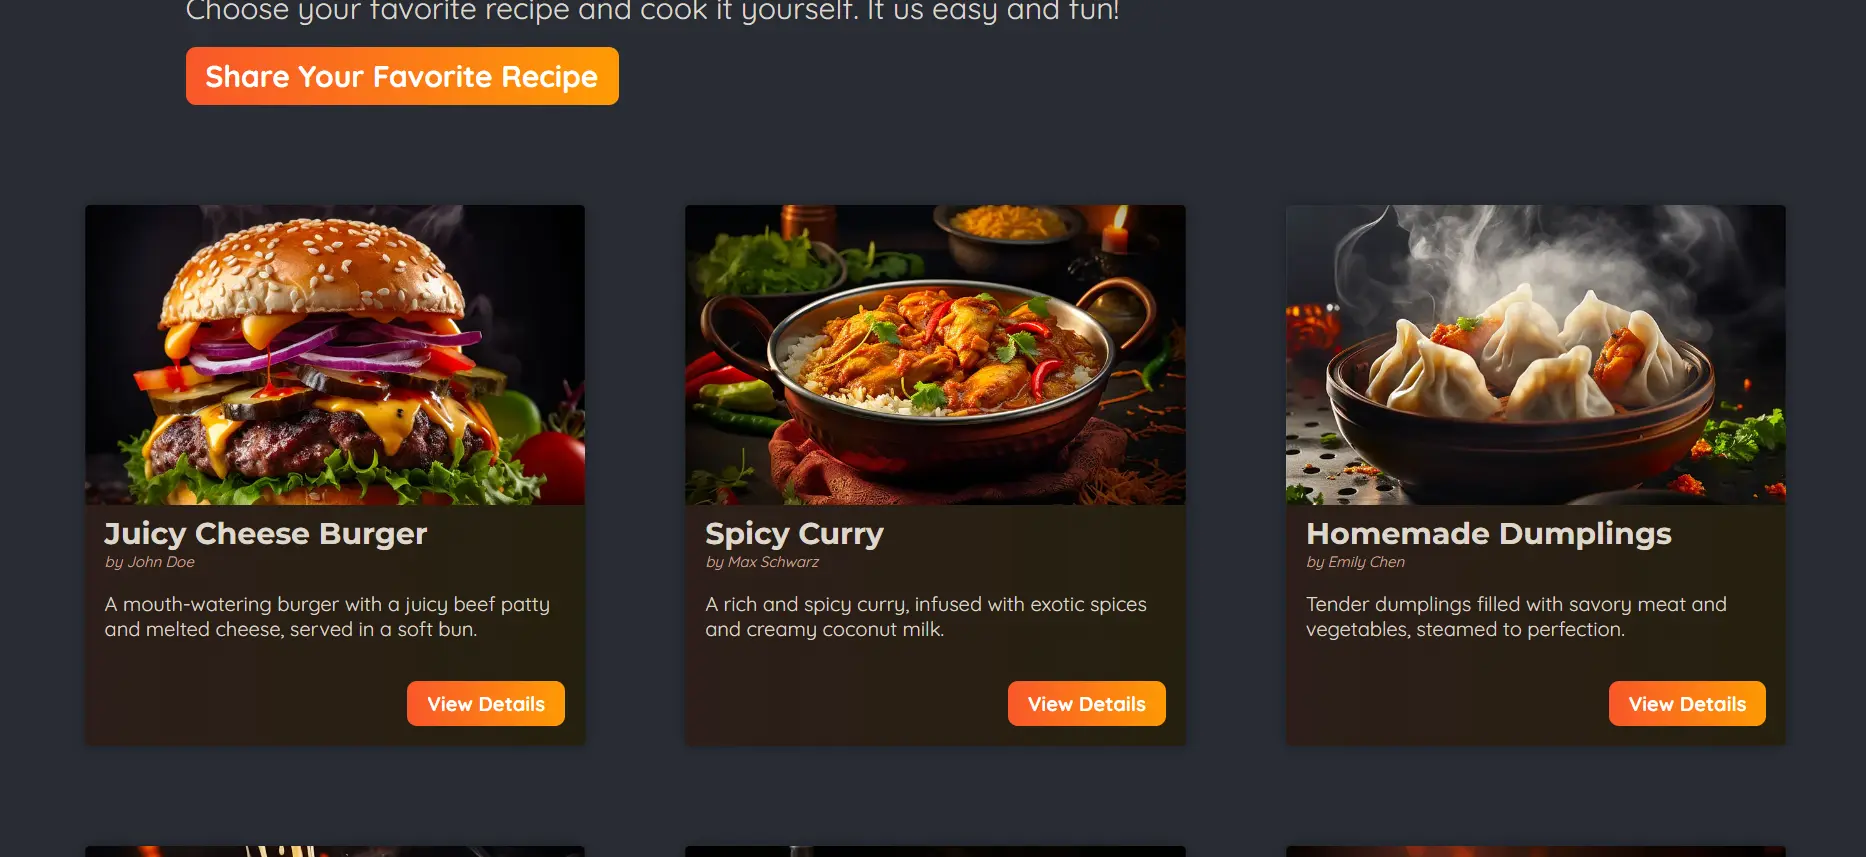 Choose your favorite recipe and cook it yourself. It us easy and fun!
Share Your Favorite Recipe
Juicy Cheese Burger
by John Doe
A mouth-watering burger with a juicy beef patty
and melted cheese, served in a soft bun.
View Details
Spicy Curry
by Max Schwarz
A rich and spicy curry, infused with exotic spices
and creamy coconut milk.
View Details
Homemade Dumplings
by Emily Chen
Tender dumplings filled with savory meat and
vegetables, steamed to perfection.
View Details